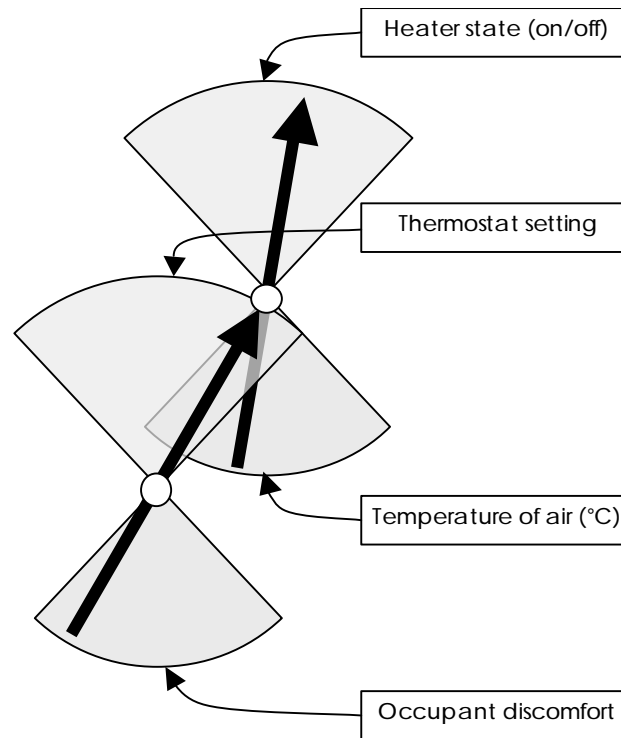 Heater state (on/off)
Thermostat setting
Temperature of air (°C)
Occupant discomfort